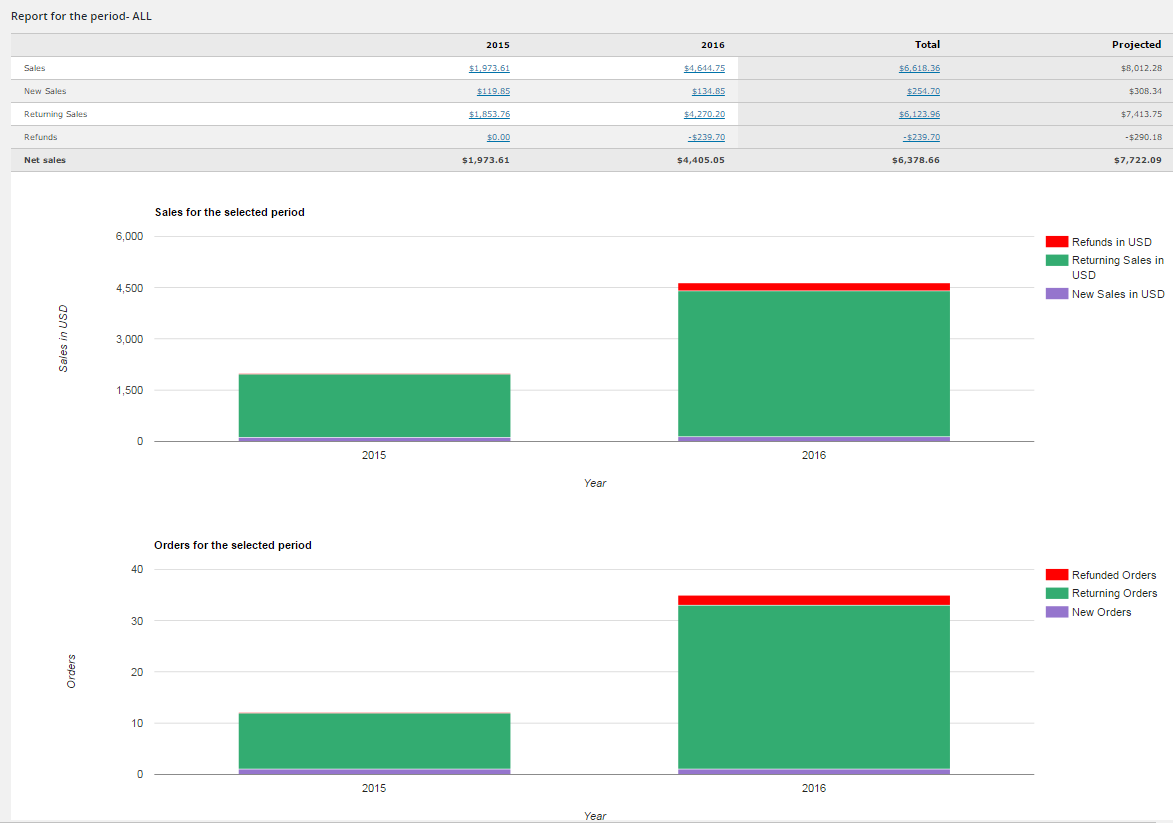 Report for the period- ALL
2015 2016 Total Projected
Sales $1,973.61 $4,644.75 $6,618.36 $8,012.28
New Sales $119.85 $134.85 $254.70 $308.34
Returning Sales $1,853.76 $4,270.20 $6,123.96 $7,413.75
Refunds $0.00 -$239.70 -$239.70 -$290.18
Net sales $1,973.61 $4,405.05 $6,378.66 $7,722.09
Sales for the selected period
6,000
4,500
3,000
1,500
0
Sales in USD
2015 2016
Year
Refunds in USD
Returning Sales in
USD
New Sales in USD
Orders for the selected period
40
30
20
10
0
Orders
2015 2016
Year
Refunded Orders
Returning Orders
New Orders